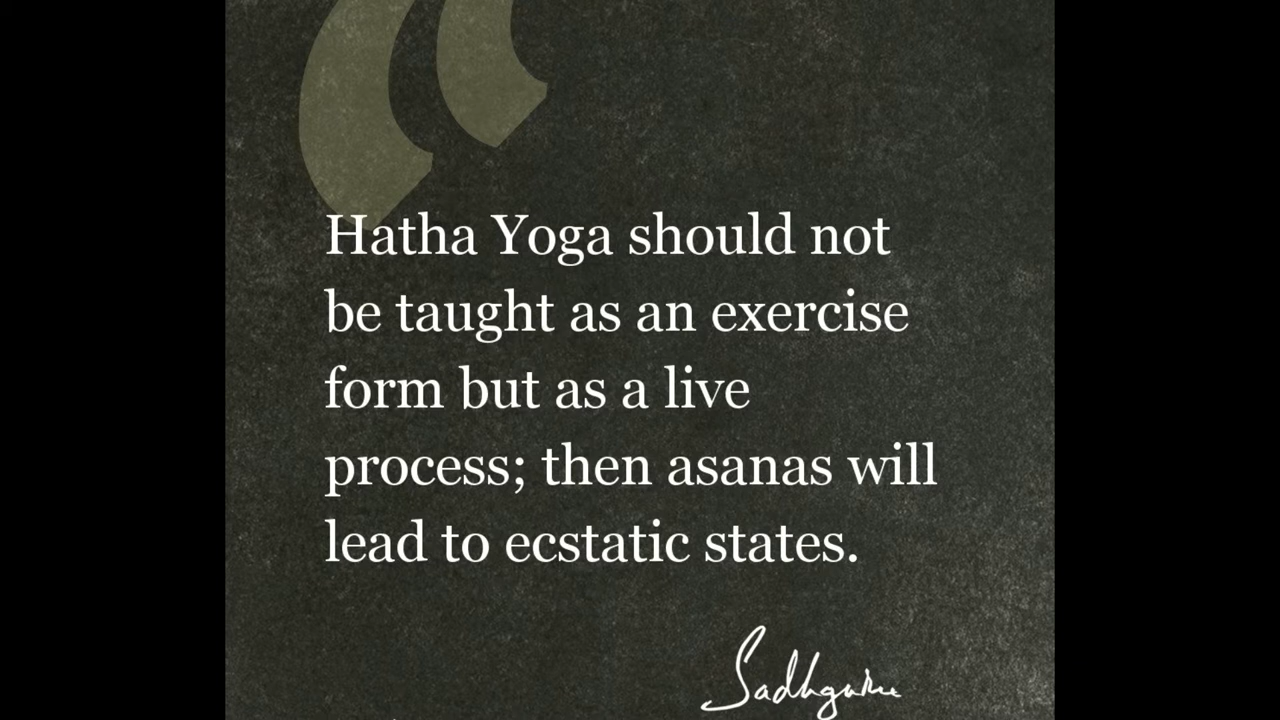 Hatha Yoga should not
be taught as an exercise
form but as a live
process; then asanas will
lead to ecstatic states.
Sadhguru